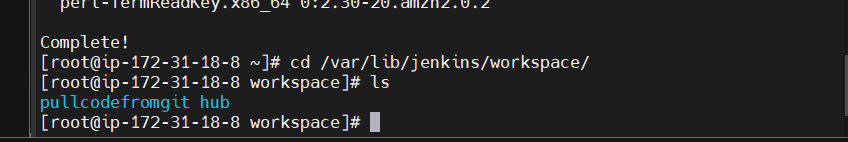 perl-TermReadKey.x86_64 0:2.30-20.amzn2.0.2
Complete!
[root@ip-172-31-18-8 ~]# cd /var/lib/jenkins/workspace/
[root@ip-172-31-18-8 workspace]# ls
pullcodefromgit hub
[root@ip-172-31-18-8 workspace]#